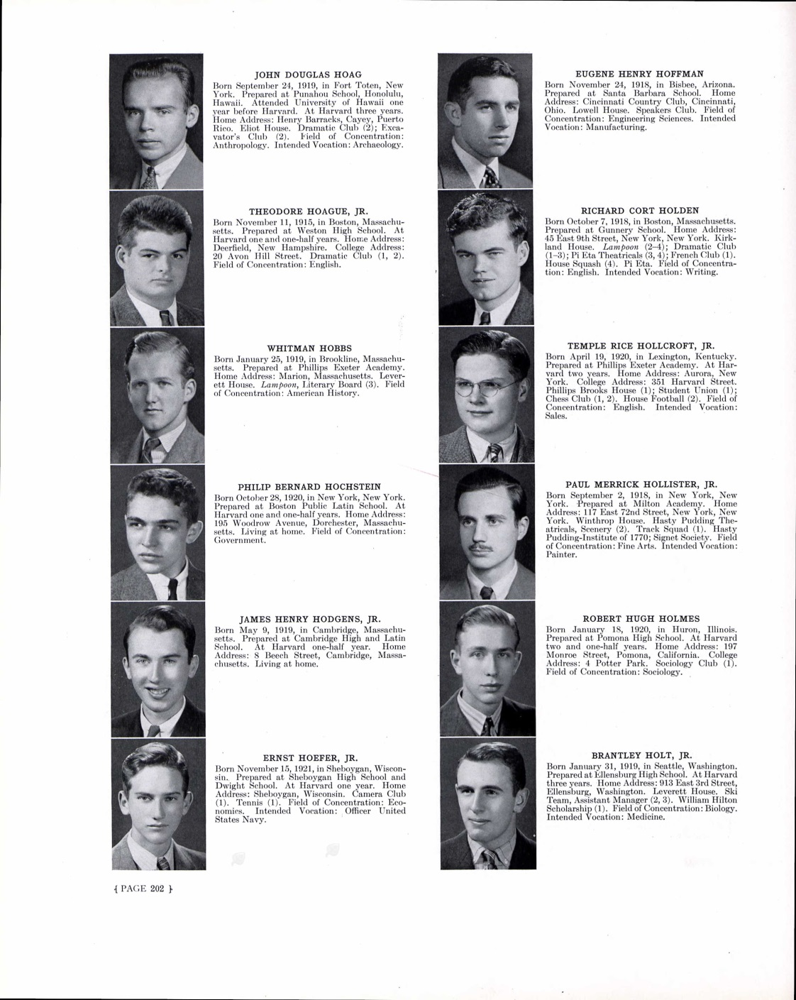 JOHN DOUGLAS HOAG
Born September 24, 1919, in Fort Toten, New
York. Prepared at Punahou School, Honolulu,
Hawaii. Attended University of Hawaii one
year before Harvard. At Harvard three years.
Home Address: Henry Barracks, Cayey, Puerto
Rico. Eliot House. Dramatic Club (2); Exca-
vator's Club (2). Field of Concentration:
Anthropology. Intended Vocation: Archaeology.
THEODORE HOAGUE, JR.
Born November 11, 1915, in Boston, Massachu-
setts. Prepared at Weston High School. At
Harvard one and one-half years. Home Address:
Deerfield, New Hampshire. College Address:
20 Avon Hill Street. Dramatic Club (1, 2).
Field of Concentration: English.
WHITMAN HOBBS
Born January 25, 1919, in Brookline, Massachu-
setts. Prepared at Phillips Exeter Academy.
Home Address: Marion, Massachusetts. Lever-
ett House. Lampoon, Literary Board (3). Field
of Concentration: American History.
PHILIP BERNARD HOCHSTEIN
Born October 28, 1920, in New York, New York.
Prepared at Boston Public Latin School. At
Harvard one and one-half years. Home Address:
195 Woodrow Avenue, Dorchester, Massachu-
setts. Living at home. Field of Concentration:
Government.
JAMES HENRY HODGENS, JR.
Born May 9, 1919, in Cambridge, Massachu-
setts. Prepared at Cambridge High and Latin
School. At Harvard one-half year. Home
Address: 8 Beech Street, Cambridge, Massa-
chusetts. Living at home.
ERNST HOEFER, JR.
Born November 15, 1921, in Sheboygan, Wiscon-
sin. Prepared at Sheboygan High School and
Dwight School. At Harvard one year. Home
Address: Sheboygan, Wisconsin. Camera Club
(1). Tennis (1). Field of Concentration: Eco-
nomics. Intended Vocation: Officer United
States Navy.
EUGENE HENRY HOFFMAN
Born November 24, 1918, in Bisbee, Arizona.
Prepared at Santa Barbara School. Home
Address: Cincinnati Country Club, Cincinnati,
Ohio. Lowell House. Speakers Club. Field of
Concentration: Engineering Sciences. Intended
Vocation: Manufacturing.
RICHARD CORT HOLDEN
Born October 7, 1918, in Boston, Massachusetts.
Prepared at Gunnery School. Home Address:
45 East 9th Street, New York, New York. Kirk-
land House. Lampoon (2–4); Dramatic Club
(1–3); Pi Eta Theatricals (3, 4); French Club (1).
House Squash (4). Pi Eta. Field of Concentra-
tion: English. Intended Vocation: Writing.
TEMPLE RICE HOLLCROFT, JR.
Born April 19, 1920, in Lexington, Kentucky.
Prepared at Phillips Exeter Academy. At Har-
vard two years. Home Address: Aurora, New
York. College Address: 351 Harvard Street.
Phillips Brooks House (1); Student Union (1);
Chess Club (1, 2). House Football (2). Field of
Concentration: English. Intended Vocation:
Sales.
PAUL MERRICK HOLLISTER, JR.
Born September 2, 1918, in New York, New
York. Prepared at Milton Academy. Home
Address: 117 East 72nd Street, New York, New
York. Winthrop House. Hasty Pudding The-
atricals, Scenery (2). Track Squad (1). Hasty
Pudding-Institute of 1770; Signet Society. Field
of Concentration: Fine Arts. Intended Vocation:
Painter.
ROBERT HUGH HOLMES
Born January 18, 1920, in Huron, Illinois.
Prepared at Pomona High School. At Harvard
two and one-half years. Home Address: 197
Monroe Street, Pomona, California. College
Address: 4 Potter Park. Sociology Club (1).
Field of Concentration: Sociology.
BRANTLEY HOLT, JR.
Born January 31, 1919, in Seattle, Washington.
Prepared at Ellensburg High School. At Harvard
three years. Home Address: 913 East 3rd Street,
Ellensburg, Washington. Leverett House. Ski
Team, Assistant Manager (2, 3). William Hilton
Scholarship (1). Field of Concentration: Biology.
Intended Vocation: Medicine.
{ PAGE 202 }